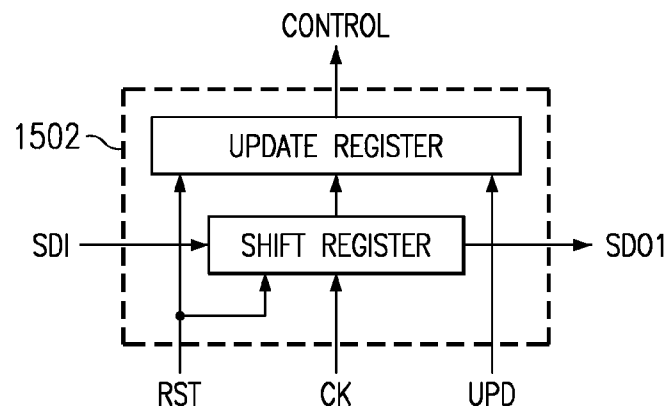 CONTROL
1502
UPDATE REGISTER
SDI
SHIFT REGISTER
SDO1
RST
CK
UPD